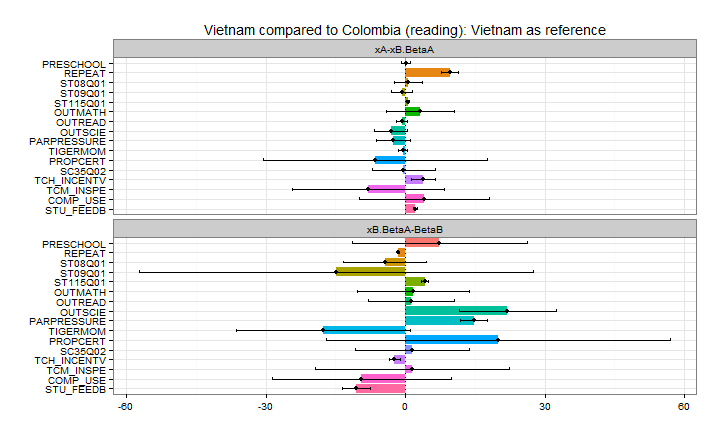 Vietnam compared to Colombia (reading): Vietnam as reference
xA-xB.BetaA
PRESCHOOL
REPEAT
ST08Q01
ST09Q01
ST115Q01
OUTMATH
OUTREAD
OUTSCIE
PARPRESSURE
TIGERMOM
PROPCERT
SC35Q02
TCH_INCENTV
TCM_INSPE
COMP_USE
STU_FEEDB
xB.BetaA-BetaB
PRESCHOOL
REPEAT
ST08Q01
ST09Q01
ST115Q01
OUTMATH
OUTREAD
OUTSCIE
PARPRESSURE
TIGERMOM
PROPCERT
SC35Q02
TCH_INCENTV
TCM_INSPE
COMP_USE
STU_FEEDB
-60 -30 0 30 60